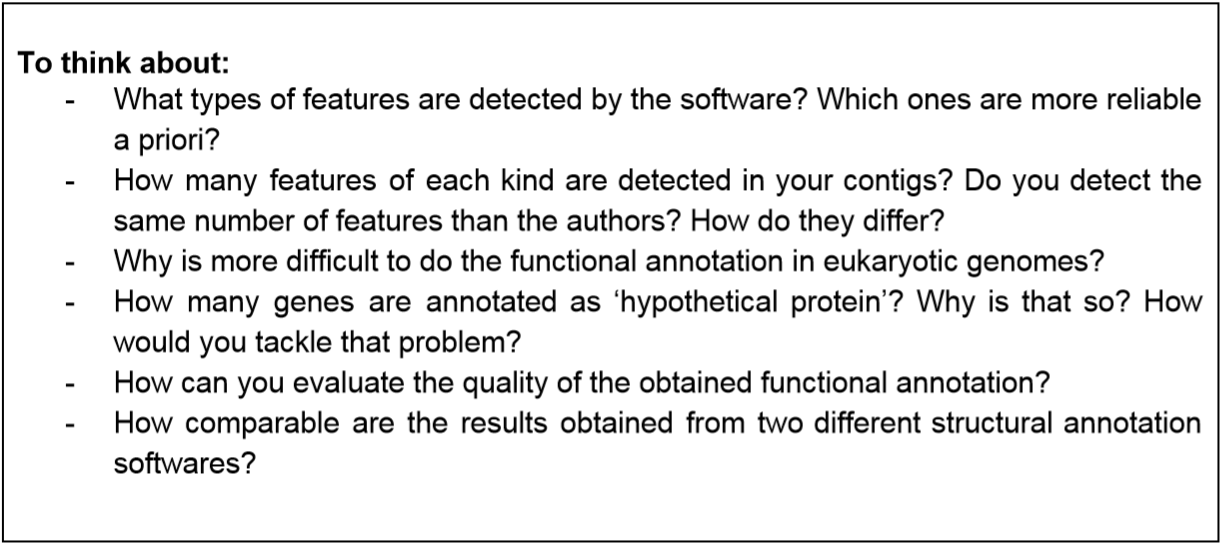 To think about:
- What types of features are detected by the software? Which ones are more reliable
a priori?
- How many features of each kind are detected in your contigs? Do you detect the
same number of features than the authors? How do they differ?
- Why is more difficult to do the functional annotation in eukaryotic genomes?
- How many genes are annotated as ‘hypothetical protein’? Why is that so? How
would you tackle that problem?
- How can you evaluate the quality of the obtained functional annotation?
- How comparable are the results obtained from two different structural annotation
softwares?